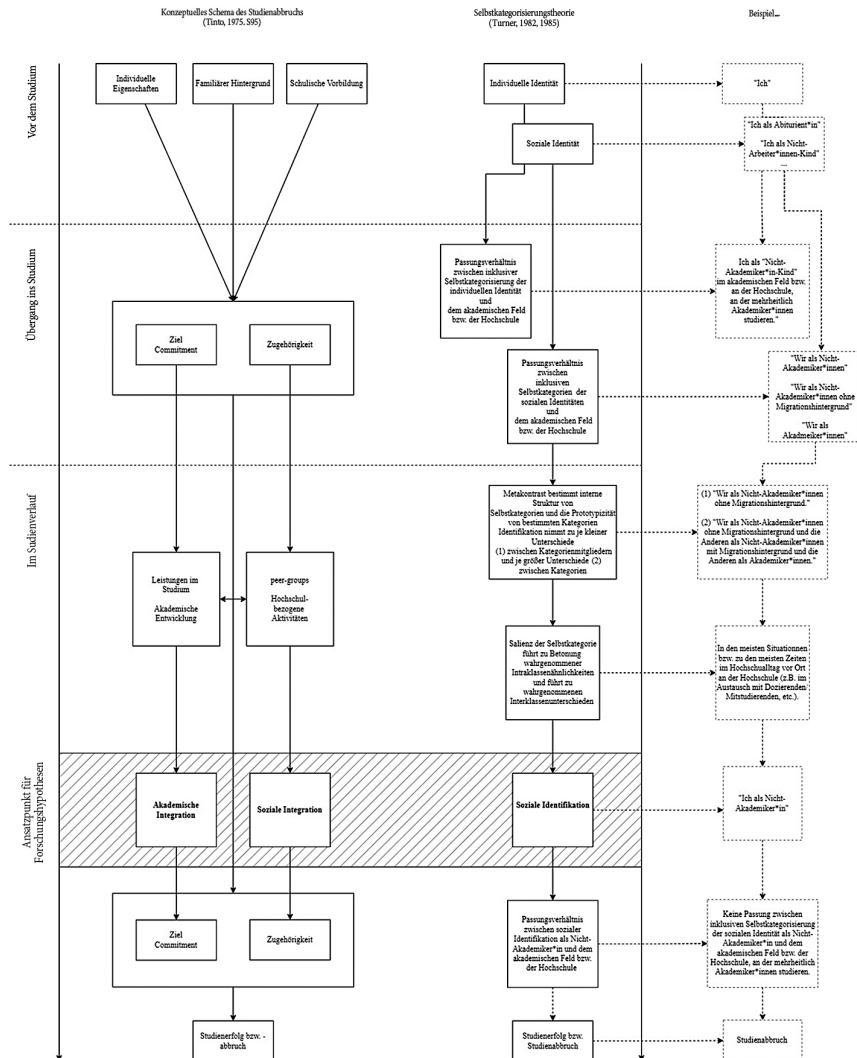 Konzeptuelles Schema des Studienabbruchs
(Tinto, 1975. S95)
Selbstkategorisierungstheorie
(Turner, 1982, 1985)
Beispiel...
Vor dem Studium
Individuelle
Eigenschaften
Familiärer Hintergrund
Schulische Vorbildung
Individuelle Identität
"Ich"
Soziale Identität
"Ich als Abiturient*in"
"Ich als Nicht-
Arbeiter*innen-Kind"
...
Übergang ins Studium
Passungsverhältnis
zwischen inklusiver
Selbstkategorisierung der
individuellen Identität
und
dem akademischen Feld
bzw. der Hochschule
Ich als "Nicht-
Akademiker*in-Kind"
im akademischen Feld bzw.
an der Hochschule,
an der mehrheitlich
Akademiker*innen
studieren."
Ziel
Commitment
Zugehörigkeit
Passungsverhältnis
zwischen
inklusiven
Selbstkategorien der
sozialen Identitäten
und
dem akademischen Feld
bzw. der Hochschule
"Wir als Nicht-
Akademiker*innen"
"Wir als Nicht-
Akademiker*innen ohne
Migrationshintergrund"
"Wir als
Akadmeiker*innen"
Im Studienverlauf
Metakontrast bestimmt interne
Struktur von
Selbstkategorien und die Prototypizität
von bestimmten Kategorien
Identifikation nimmt zu je kleiner
Unterschiede
(1) zwischen Kategorienmitgliedern
und je größer Unterschiede (2)
zwischen Kategorien
(1) "Wir als Nicht-Akademiker*innen
ohne Migrationshintergrund."
(2) "Wir als Nicht-Akademiker*innen
ohne Migrationshintergrund und die
Anderen als Nicht-Akademiker*innen
mit Migrationshintergrund und die
Anderen als Akademiker*innen."
Leistungen im
Studium
Akademische
Entwicklung
peer-groups
Hochschul-
bezogene
Aktivitäten
Salienz der Selbstkategorie
führt zu Betonung
wahrgenommener
Intraklassenähnlichkeiten
und führt zu
wahrgenommenen
Interklassenunterschieden
In den meisten Situationnen
bzw. zu den meisten Zeiten
im Hochschualltag vor Ort
an der Hochschule (z.B. im
Austausch mit Dozierenden/
Mitstudierenden, etc.).
Ansatzpunkt für
Forschungshypothesen
Akademische
Integration
Soziale Integration
Soziale Identifikation
"Ich als Nicht-
Akademiker*in"
Ziel
Commitment
Zugehörigkeit
Passungsverhältnis
zwischen sozialer
Identifikation als Nicht-
Akademiker*in und dem
akademischen Feld bzw.
der Hochschule
Keine Passung zwischen
inklusiven Selbstkategorisierung
der sozialen Identität als Nicht-
Akademiker*in und dem
akademischen Feld bzw. der
Hochschule, an der mehrheitlich
Akademiker*innen studieren.
Studienerfolg bzw. -
abbruch
Studienerfolg bzw.
Studienabbruch
Studienabbruch